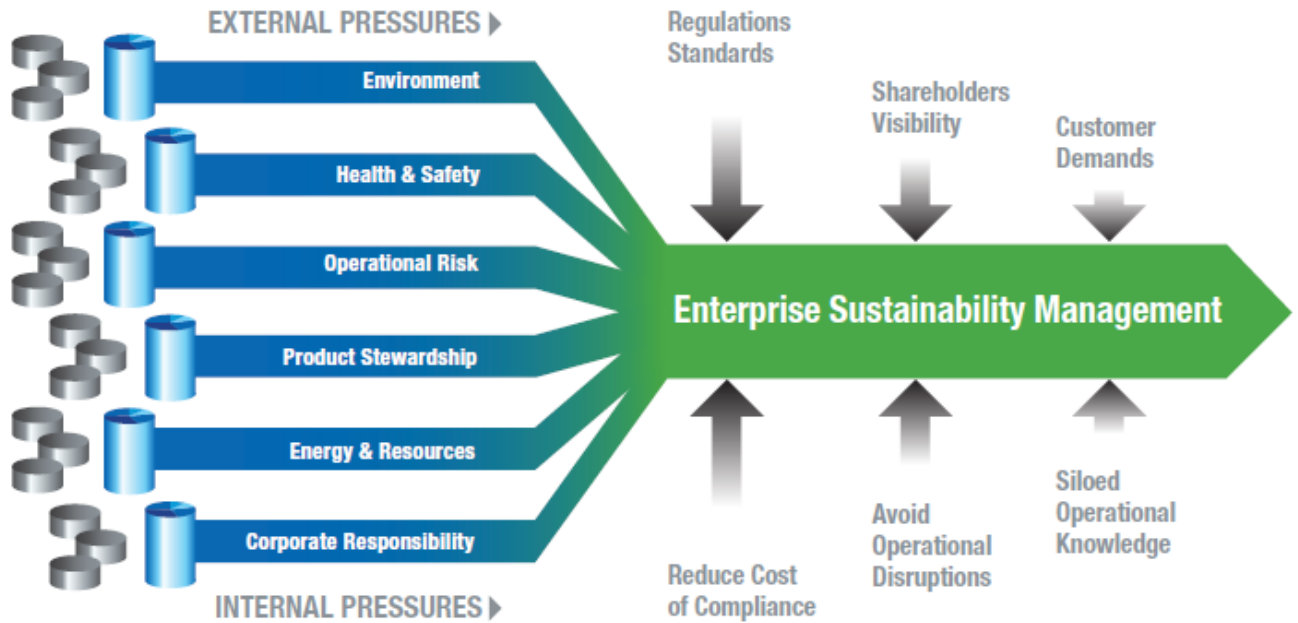 EXTERNAL PRESSURES
Regulations
Standards
Shareholders
Visibility
Customer
Demands
Environment
Health & Safety
Operational Risk
Product Stewardship
Energy & Resources
Corporate Responsibility
Enterprise Sustainability Management
INTERNAL PRESSURES
Reduce Cost
of Compliance
Avoid
Operational
Disruptions
Siloed
Operational
Knowledge